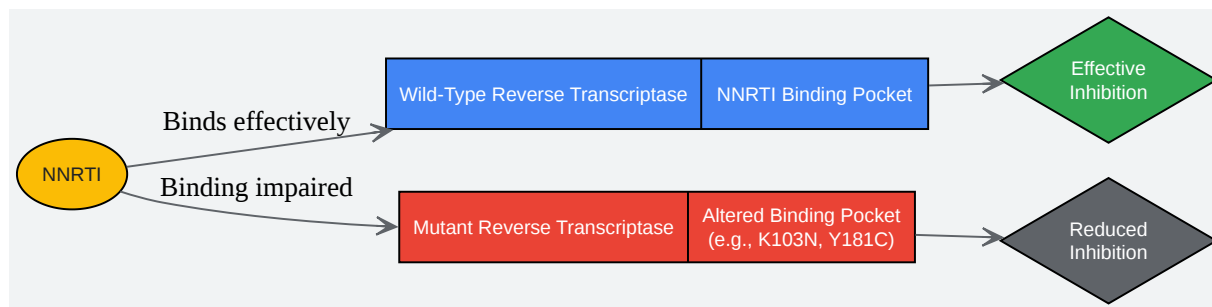 NNRTI
Binds effectively
Wild-Type Reverse Transcriptase
NNRTI Binding Pocket
Effective
Inhibition
Binding impaired
Mutant Reverse Transcriptase
Altered Binding Pocket
(e.g., K103N, Y181C)
Reduced
Inhibition